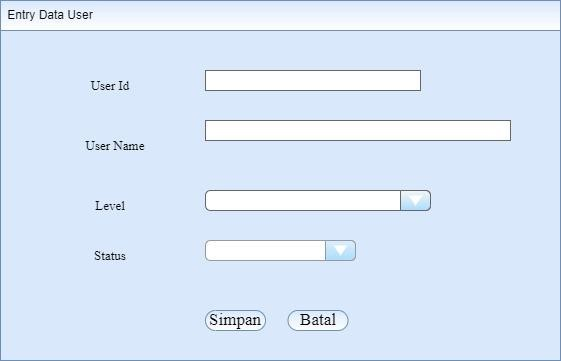 Entry Data User
User Id
User Name
Level
Status
Simpan Batal